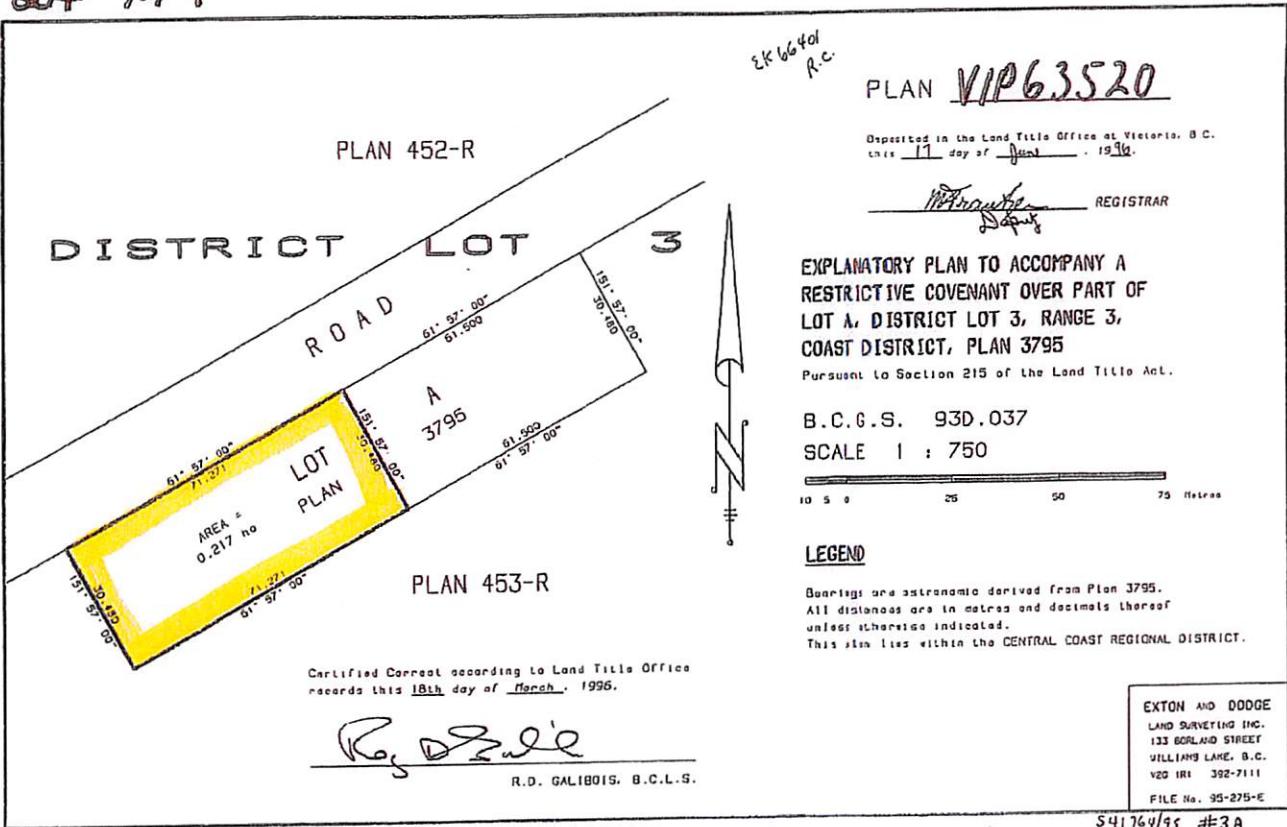 EK 66401
R.C.
PLAN VIP63520
Deposited in the Land Title Office at Victoria, B.C.
this 17 day of June . 1996.
REGISTRAR
Deputy
EXPLANATORY PLAN TO ACCOMPANY A
RESTRICTIVE COVENANT OVER PART OF
LOT A, DISTRICT LOT 3, RANGE 3,
COAST DISTRICT, PLAN 3795
Pursuant to Section 215 of the Land Title Act.
B.C.G.S. 93D.037
SCALE 1 : 750
10 5 0 25 50 75 Metres
LEGEND
Bearings are astronomic derived from Plan 3795.
All distances are in metres and decimals thereof
unless otherwise indicated.
This plan lies within the CENTRAL COAST REGIONAL DISTRICT.
PLAN 452-R
DISTRICT LOT 3
ROAD
61° 57' 00"
61.500
151° 57' 00"
30.480
A
3795
61.500
61° 57' 00"
151° 57' 00"
30.480
61° 57' 00"
71.271
LOT
PLAN
AREA =
0.217 ha
71.271
61° 57' 00"
30.480
151° 57' 00"
PLAN 453-R
Certified Correct according to Land Title Office
records this 18th day of March . 1996.
R.D. GALIBOIS, B.C.L.S.
EXTON AND DODGE
LAND SURVEYING INC.
133 BORLAND STREET
WILLIAMS LAKE, B.C.
V2G 1R1 392-7111
FILE No. 95-275-E
541764/95 #3A